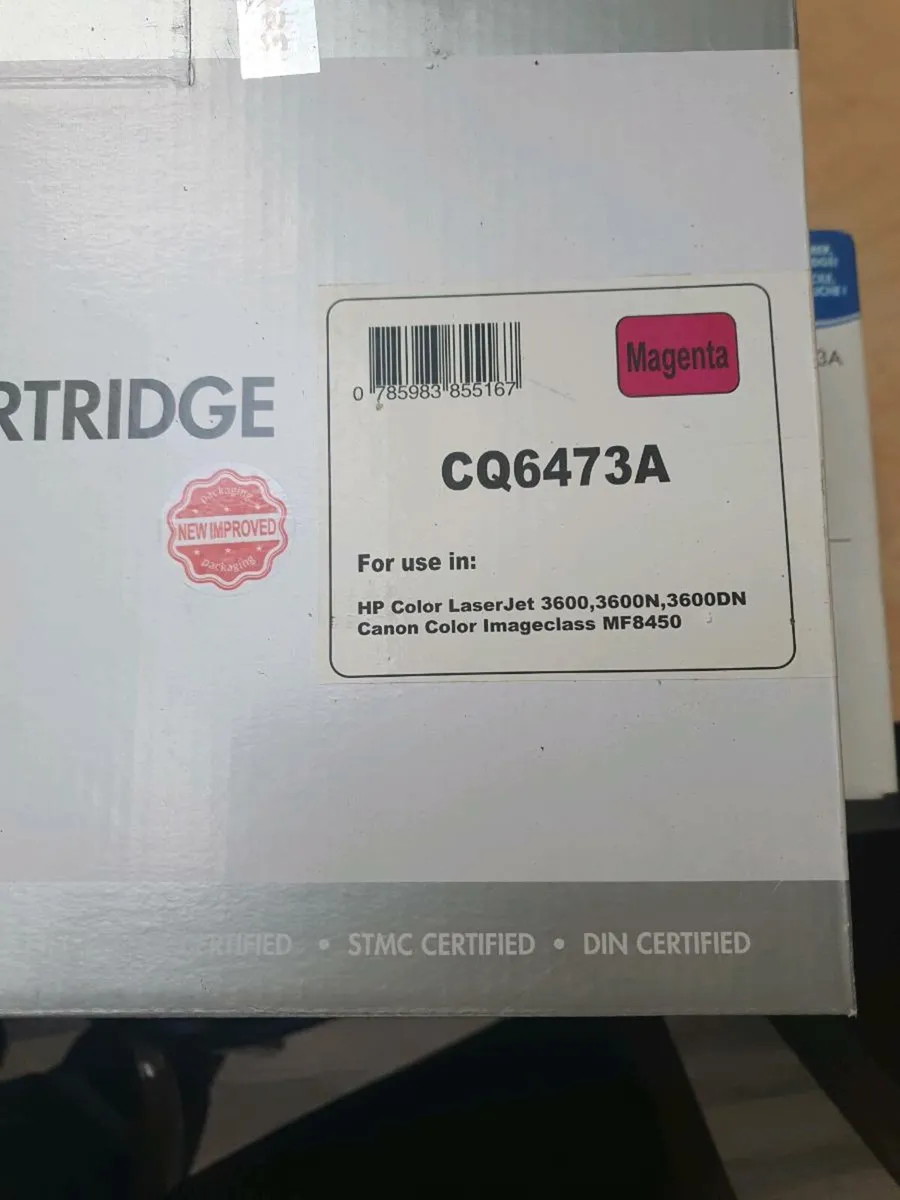 RTRIDGE
packaging
NEW IMPROVED
packaging
0 785983 855167
Magenta
CQ6473A
For use in:
HP Color LaserJet 3600,3600N,3600DN
Canon Color Imageclass MF8450
3A
CERTIFIED • STMC CERTIFIED • DIN CERTIFIED